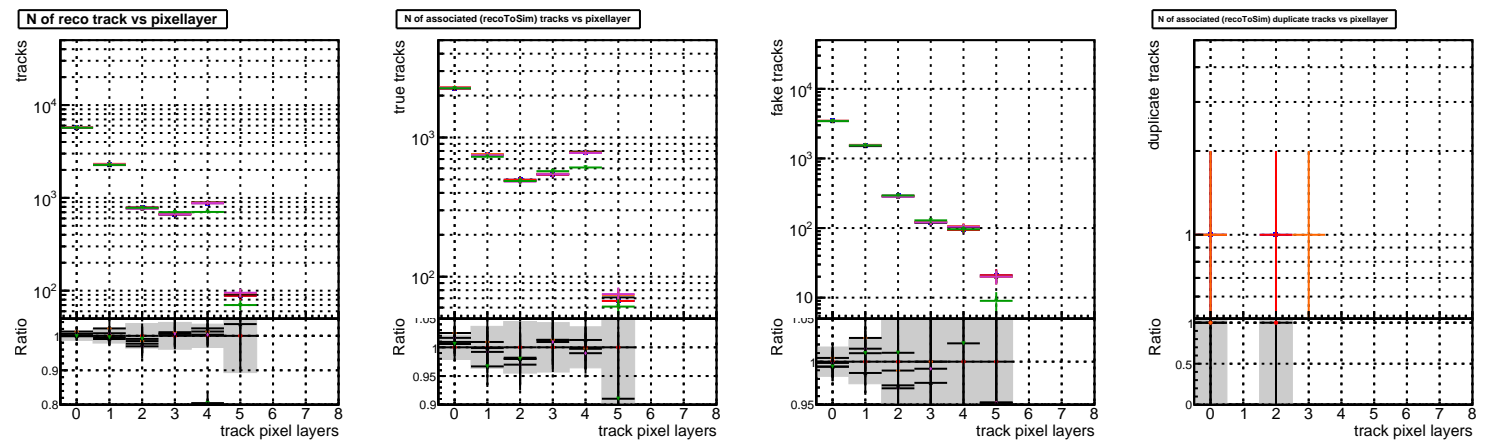 N of reco track vs pixellayer
tracks
10^4
10^3
10^2
Ratio
1
0.9
0.8
0 1 2 3 4 5 6 7 8
track pixel layers
N of associated (recoToSim) tracks vs pixellayer
true tracks
10^3
10^2
Ratio
1.05
1
0.95
0.9
0 1 2 3 4 5 6 7 8
track pixel layers
fake tracks
10^4
10^3
10^2
10
Ratio
1.05
1
0.95
0 1 2 3 4 5 6 7 8
track pixel layers
N of associated (recoToSim) duplicate tracks vs pixellayer
duplicate tracks
1
Ratio
1
0.5
0
0 1 2 3 4 5 6 7 8
track pixel layers